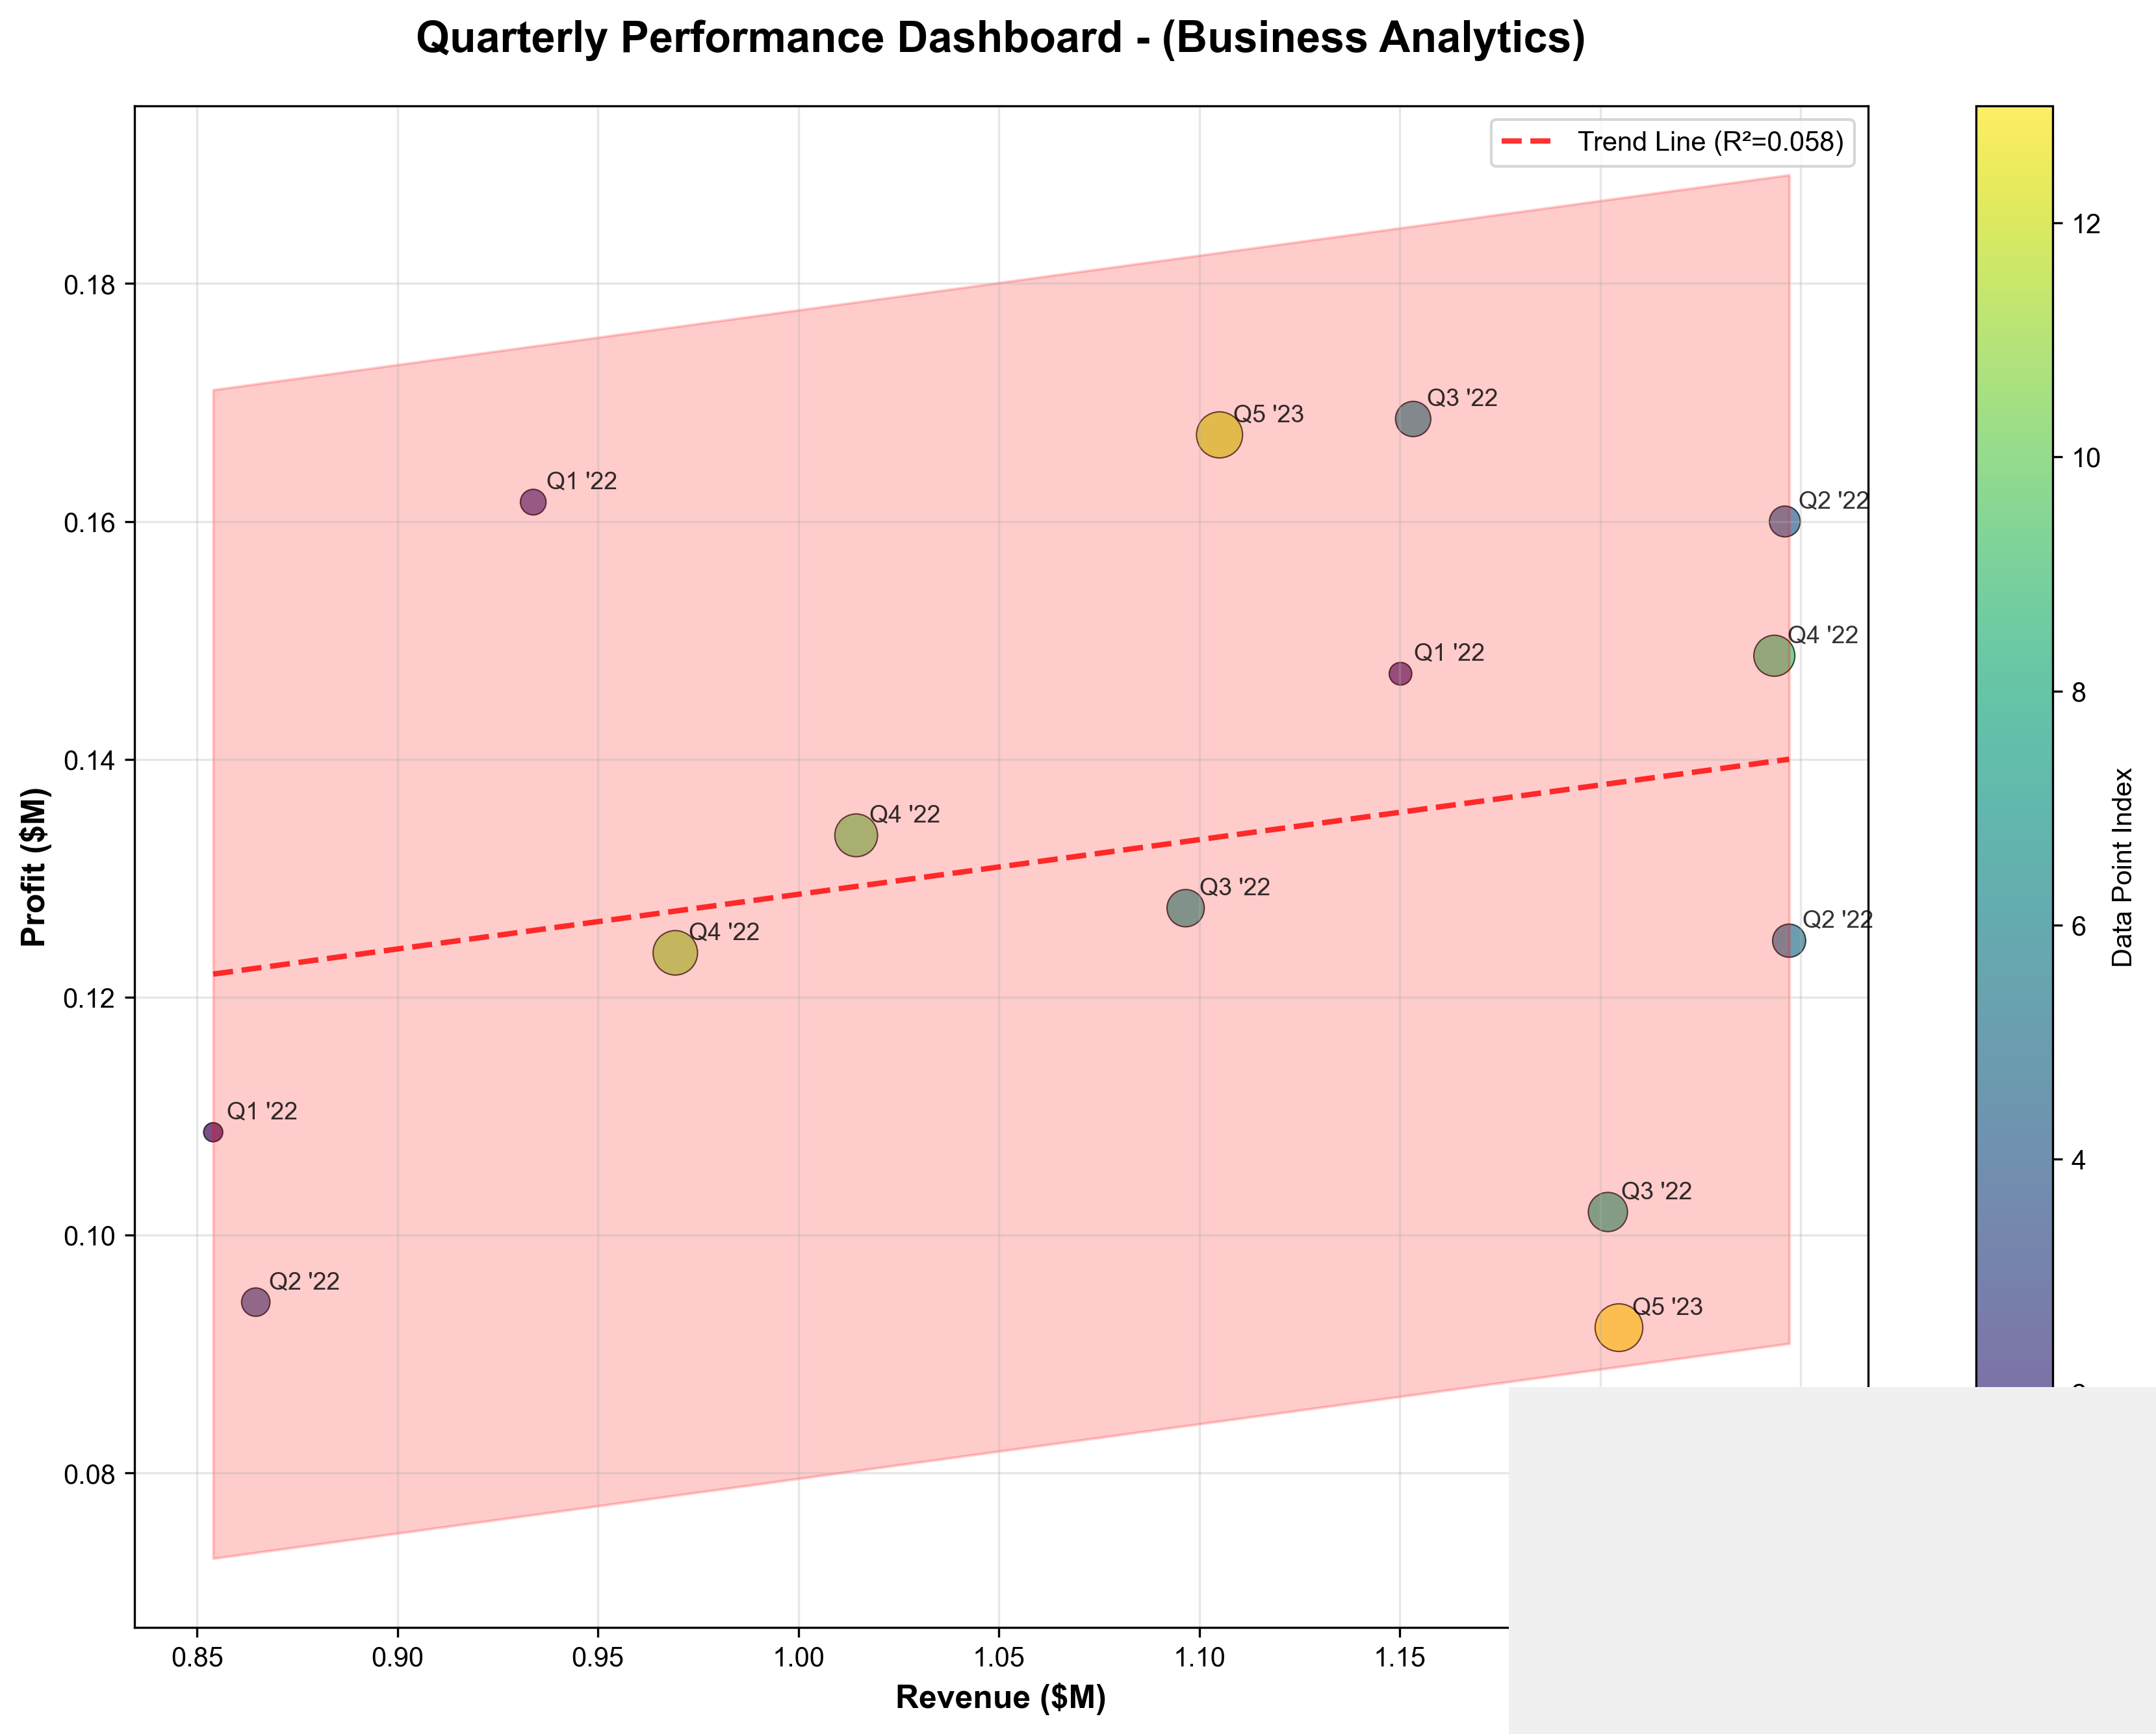 Quarterly Performance Dashboard - (Business Analytics)
Trend Line (R²=0.058)
12
10
8
6
4
Data Point Index
0.18
0.16
0.14
0.12
0.10
0.08
Profit ($M)
Q5 '23
Q3 '22
Q1 '22
Q2 '22
Q4 '22
Q1 '22
Q4 '22
Q3 '22
Q2 '22
Q4 '22
Q1 '22
Q3 '22
Q2 '22
Q5 '23
0.85
0.90
0.95
1.00
1.05
1.10
1.15
Revenue ($M)